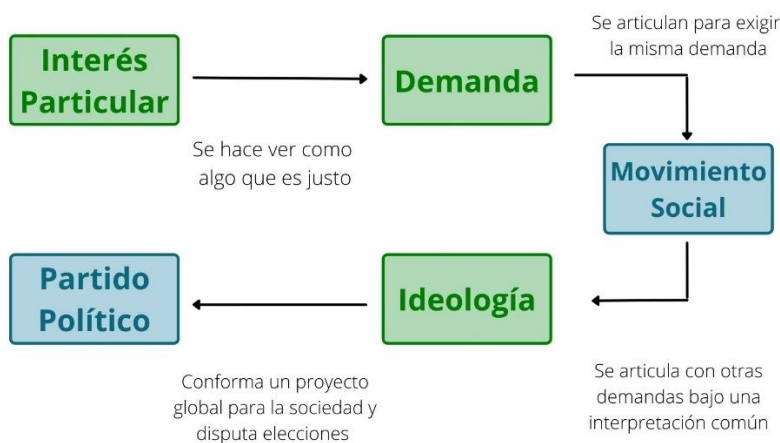 Interés
Particular
Se hace ver como
algo que es justo
Demanda
Se articulan para exigir
la misma demanda
Movimiento
Social
Se articula con otras
demandas bajo una
interpretación común
Ideología
Conforma un proyecto
global para la sociedad y
disputa elecciones
Partido
Político